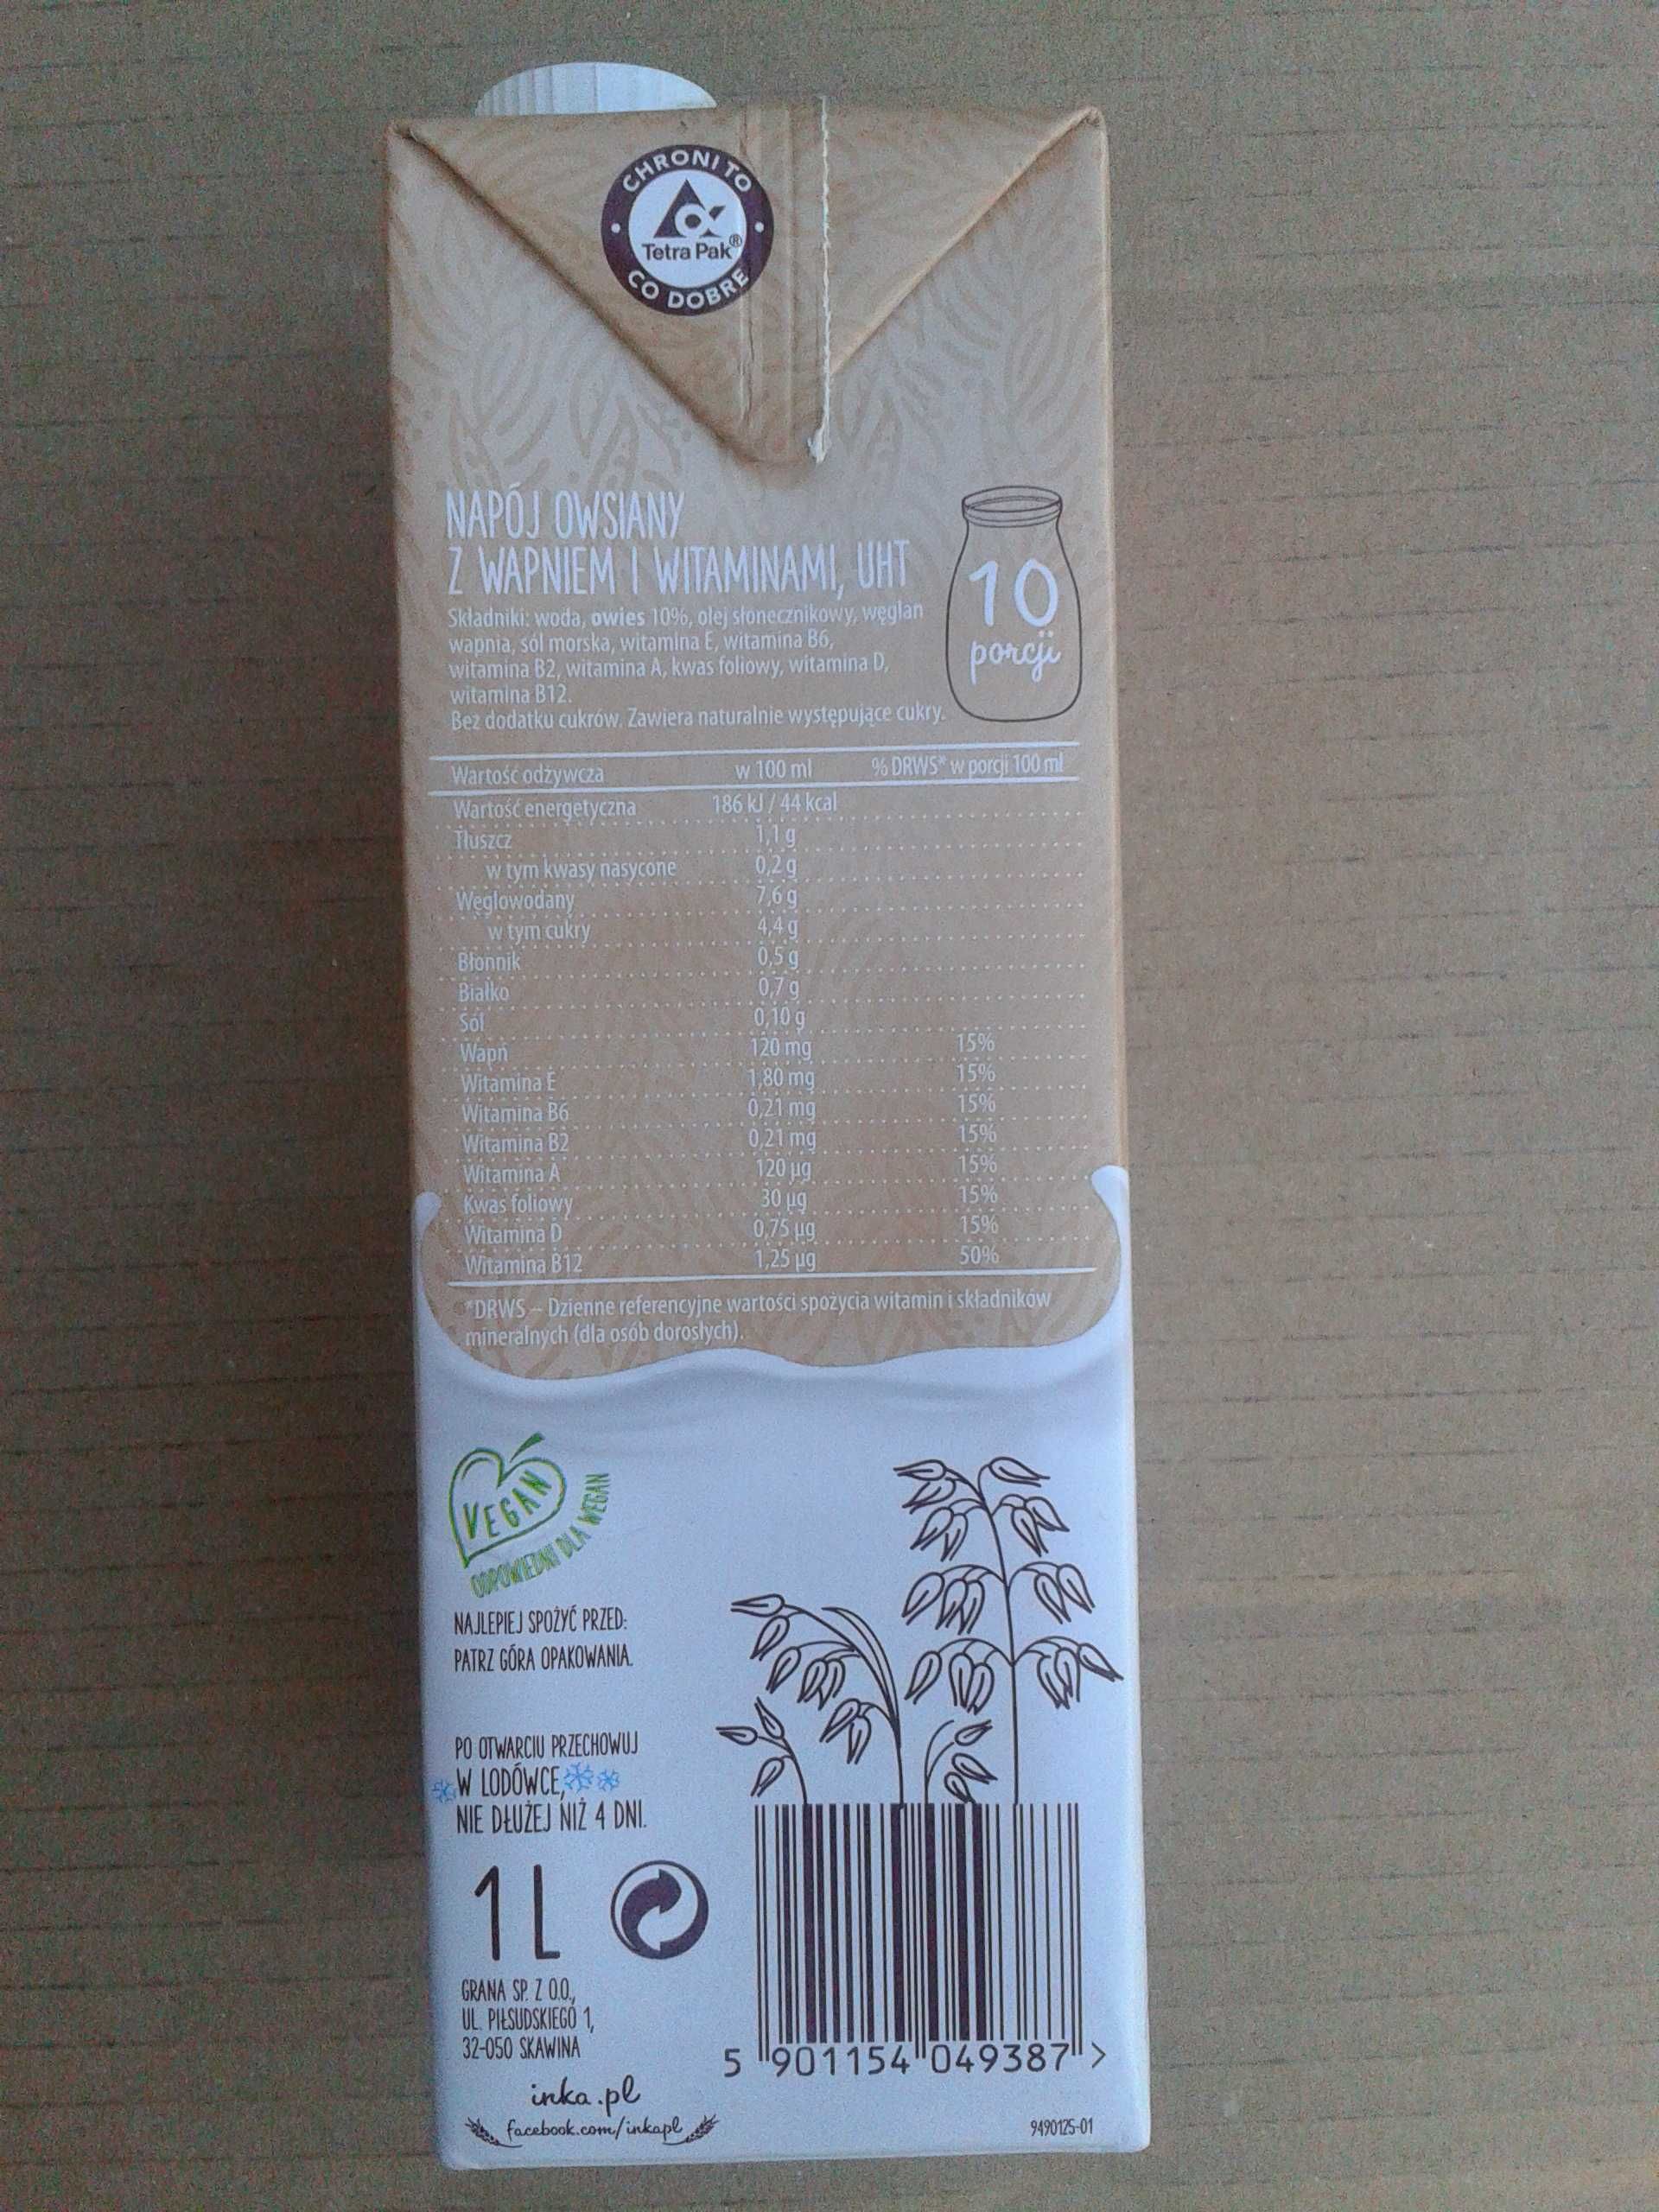 CHRONI TO
Tetra Pak®
CO DOBRE
NAPÓJ OWSIANY
Z WAPNIEM I WITAMINAMI, UHT
10
porcji
Składniki: woda, owies 10%, olej słonecznikowy, węglan
wapnia, sól morska, witamina E, witamina B6,
witamina B2, witamina A, kwas foliowy, witamina D,
witamina B12.
Bez dodatku cukrów. Zawiera naturalnie występujące cukry.
Wartość odżywcza w 100 ml % DRWS* w porcji 100 ml
Wartość energetyczna 186 kJ / 44 kcal
Tłuszcz 1,1 g
w tym kwasy nasycone 0,2 g
Węglowodany 7,6 g
w tym cukry 4,4 g
Błonnik 0,5 g
Białko 0,7 g
Sól 0,10 g
Wapń 120 mg 15%
Witamina E 1,80 mg 15%
Witamina B6 0,21 mg 15%
Witamina B2 0,21 mg 15%
Witamina A 120 µg 15%
Kwas foliowy 30 µg 15%
Witamina D 0,75 µg 15%
Witamina B12 1,25 µg 50%
*DRWS – Dzienne referencyjne wartości spożycia witamin i składników
mineralnych (dla osób dorosłych).
VEGAN
ODPOWIEDNI DLA WEGAN
NAJLEPIEJ SPOŻYĆ PRZED:
PATRZ GÓRA OPAKOWANIA.
PO OTWARCIU PRZECHOWUJ
W LODÓWCE,
NIE DŁUŻEJ NIŻ 4 DNI.
1 L
GRANA SP. Z O.O.,
UL. PIŁSUDSKIEGO 1,
32-050 SKAWINA
inka.pl
facebook.com/inkapl
5 901154 049387 >
9490125-01